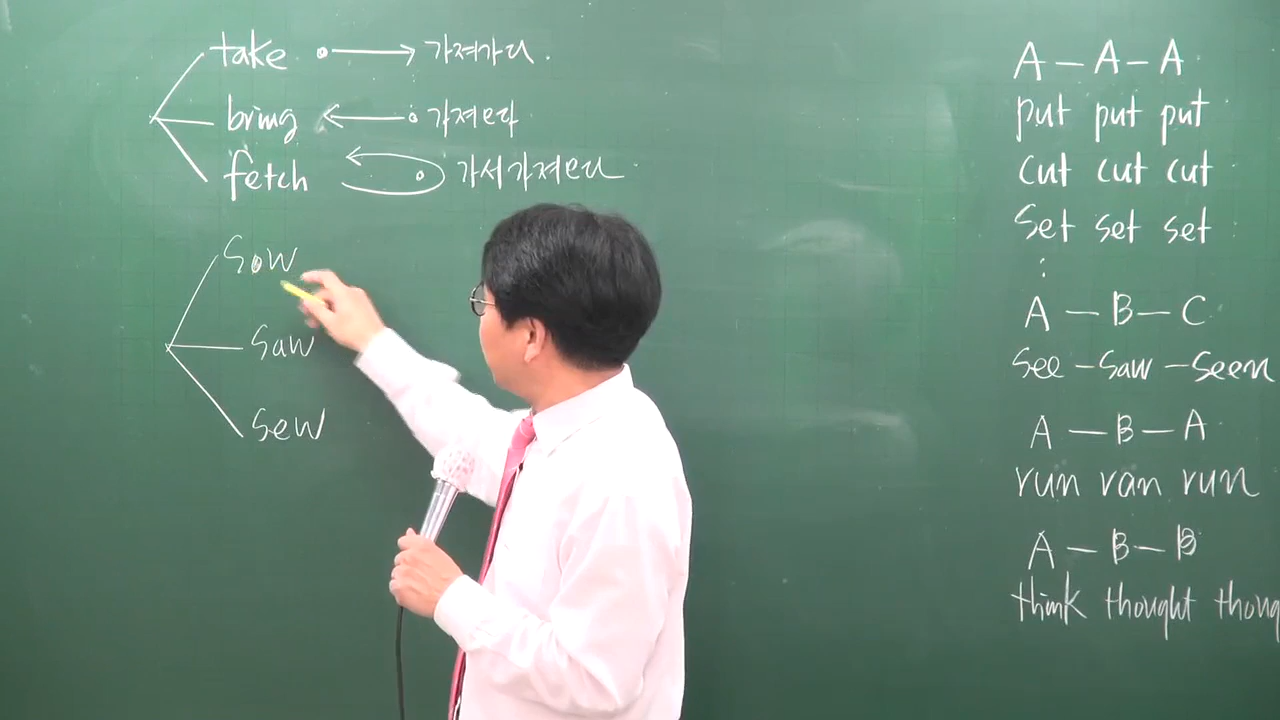 take → 가져가다.
bring ← 가져오다
fetch 가서가져오다
sow
saw
sew
A - A - A
put put put
cut cut cut
set set set
:
A - B - C
see - saw - seen
A - B - A
run ran run
A - B - B
think thought thoug